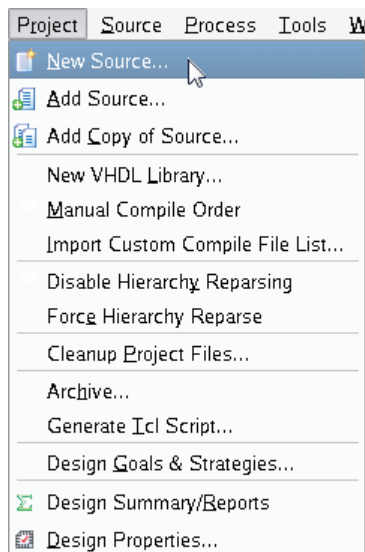 Project Source Process Tools W
New Source...
Add Source...
Add Copy of Source...
New VHDL Library...
Manual Compile Order
Import Custom Compile File List...
Disable Hierarchy Reparsing
Force Hierarchy Reparse
Cleanup Project Files...
Archive...
Generate Tcl Script...
Design Goals & Strategies...
Design Summary/Reports
Design Properties...